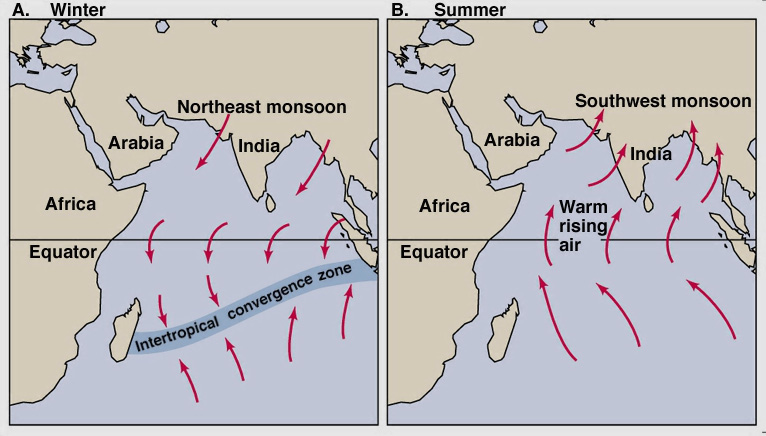 A. Winter
Northeast monsoon
Arabia
India
Africa
Equator
Intertropical convergence zone
B. Summer
Southwest monsoon
Arabia
India
Africa
Warm
rising
air
Equator